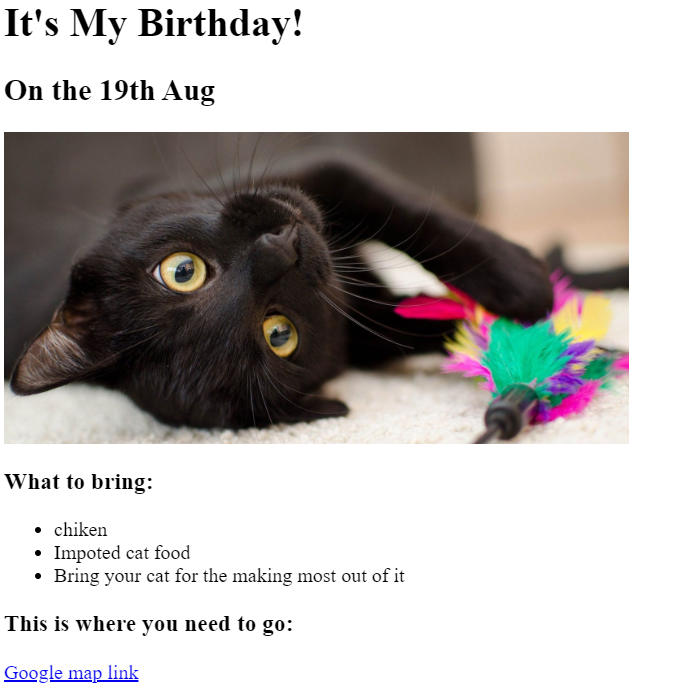 It's My Birthday!
On the 19th Aug
What to bring:
chiken
Impoted cat food
Bring your cat for the making most out of it
This is where you need to go:
Google map link